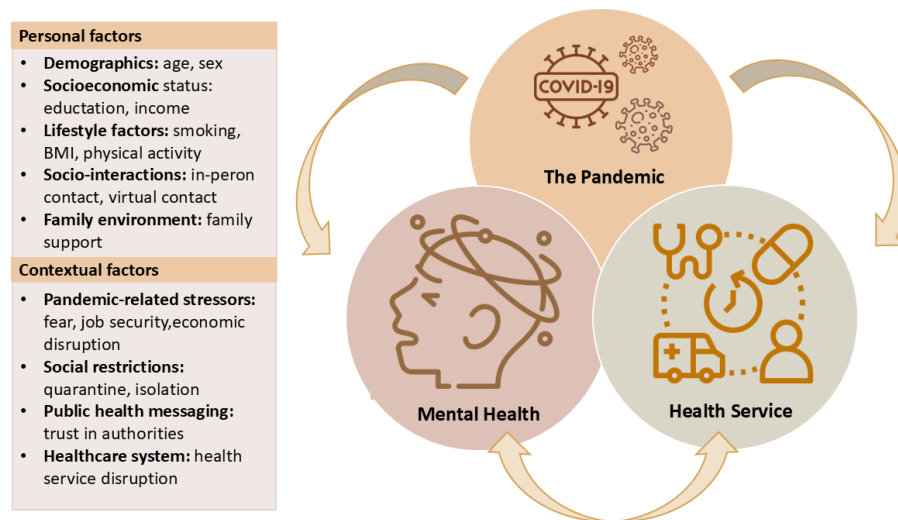 Personal factors
• Demographics: age, sex
• Socioeconomic status:
eductation, income
• Lifestyle factors: smoking,
BMI, physical activity
• Socio-interactions: in-peron
contact, virtual contact
• Family environment: family
support
Contextual factors
• Pandemic-related stressors:
fear, job security,economic
disruption
• Social restrictions:
quarantine, isolation
• Public health messaging:
trust in authorities
• Healthcare system: health
service disruption
COVID-19
The Pandemic
Mental Health
Health Service